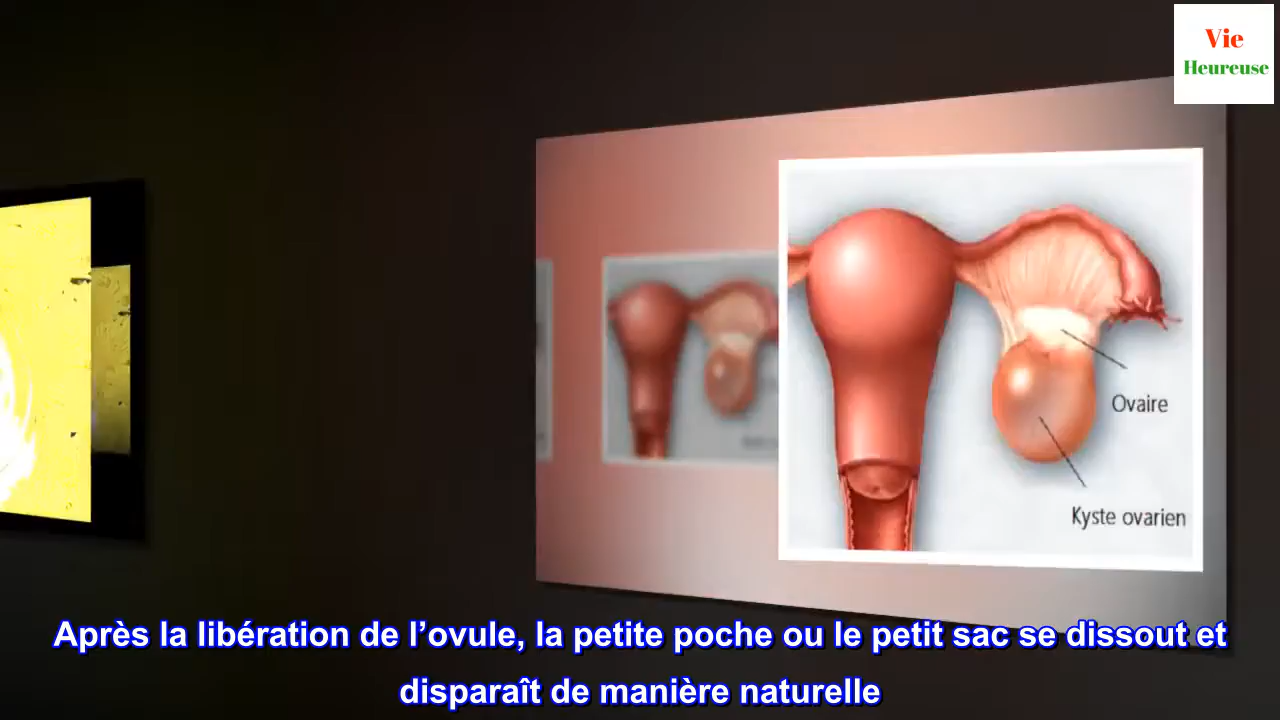 Vie
Heureuse
Ovaire
Kyste ovarien
Après la libération de l’ovule, la petite poche ou le petit sac se dissout et
disparaît de manière naturelle